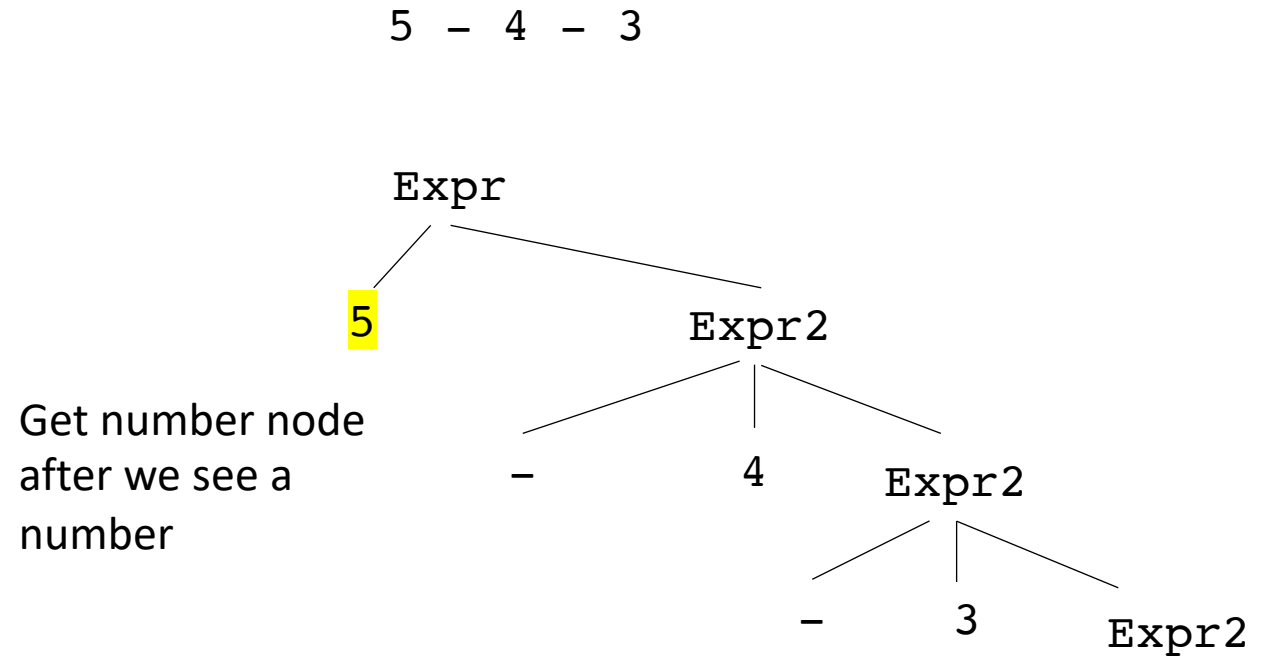 5 – 4 – 3
Expr
5
Expr2
Get number node
after we see a
number
–
4
Expr2
–
3
Expr2